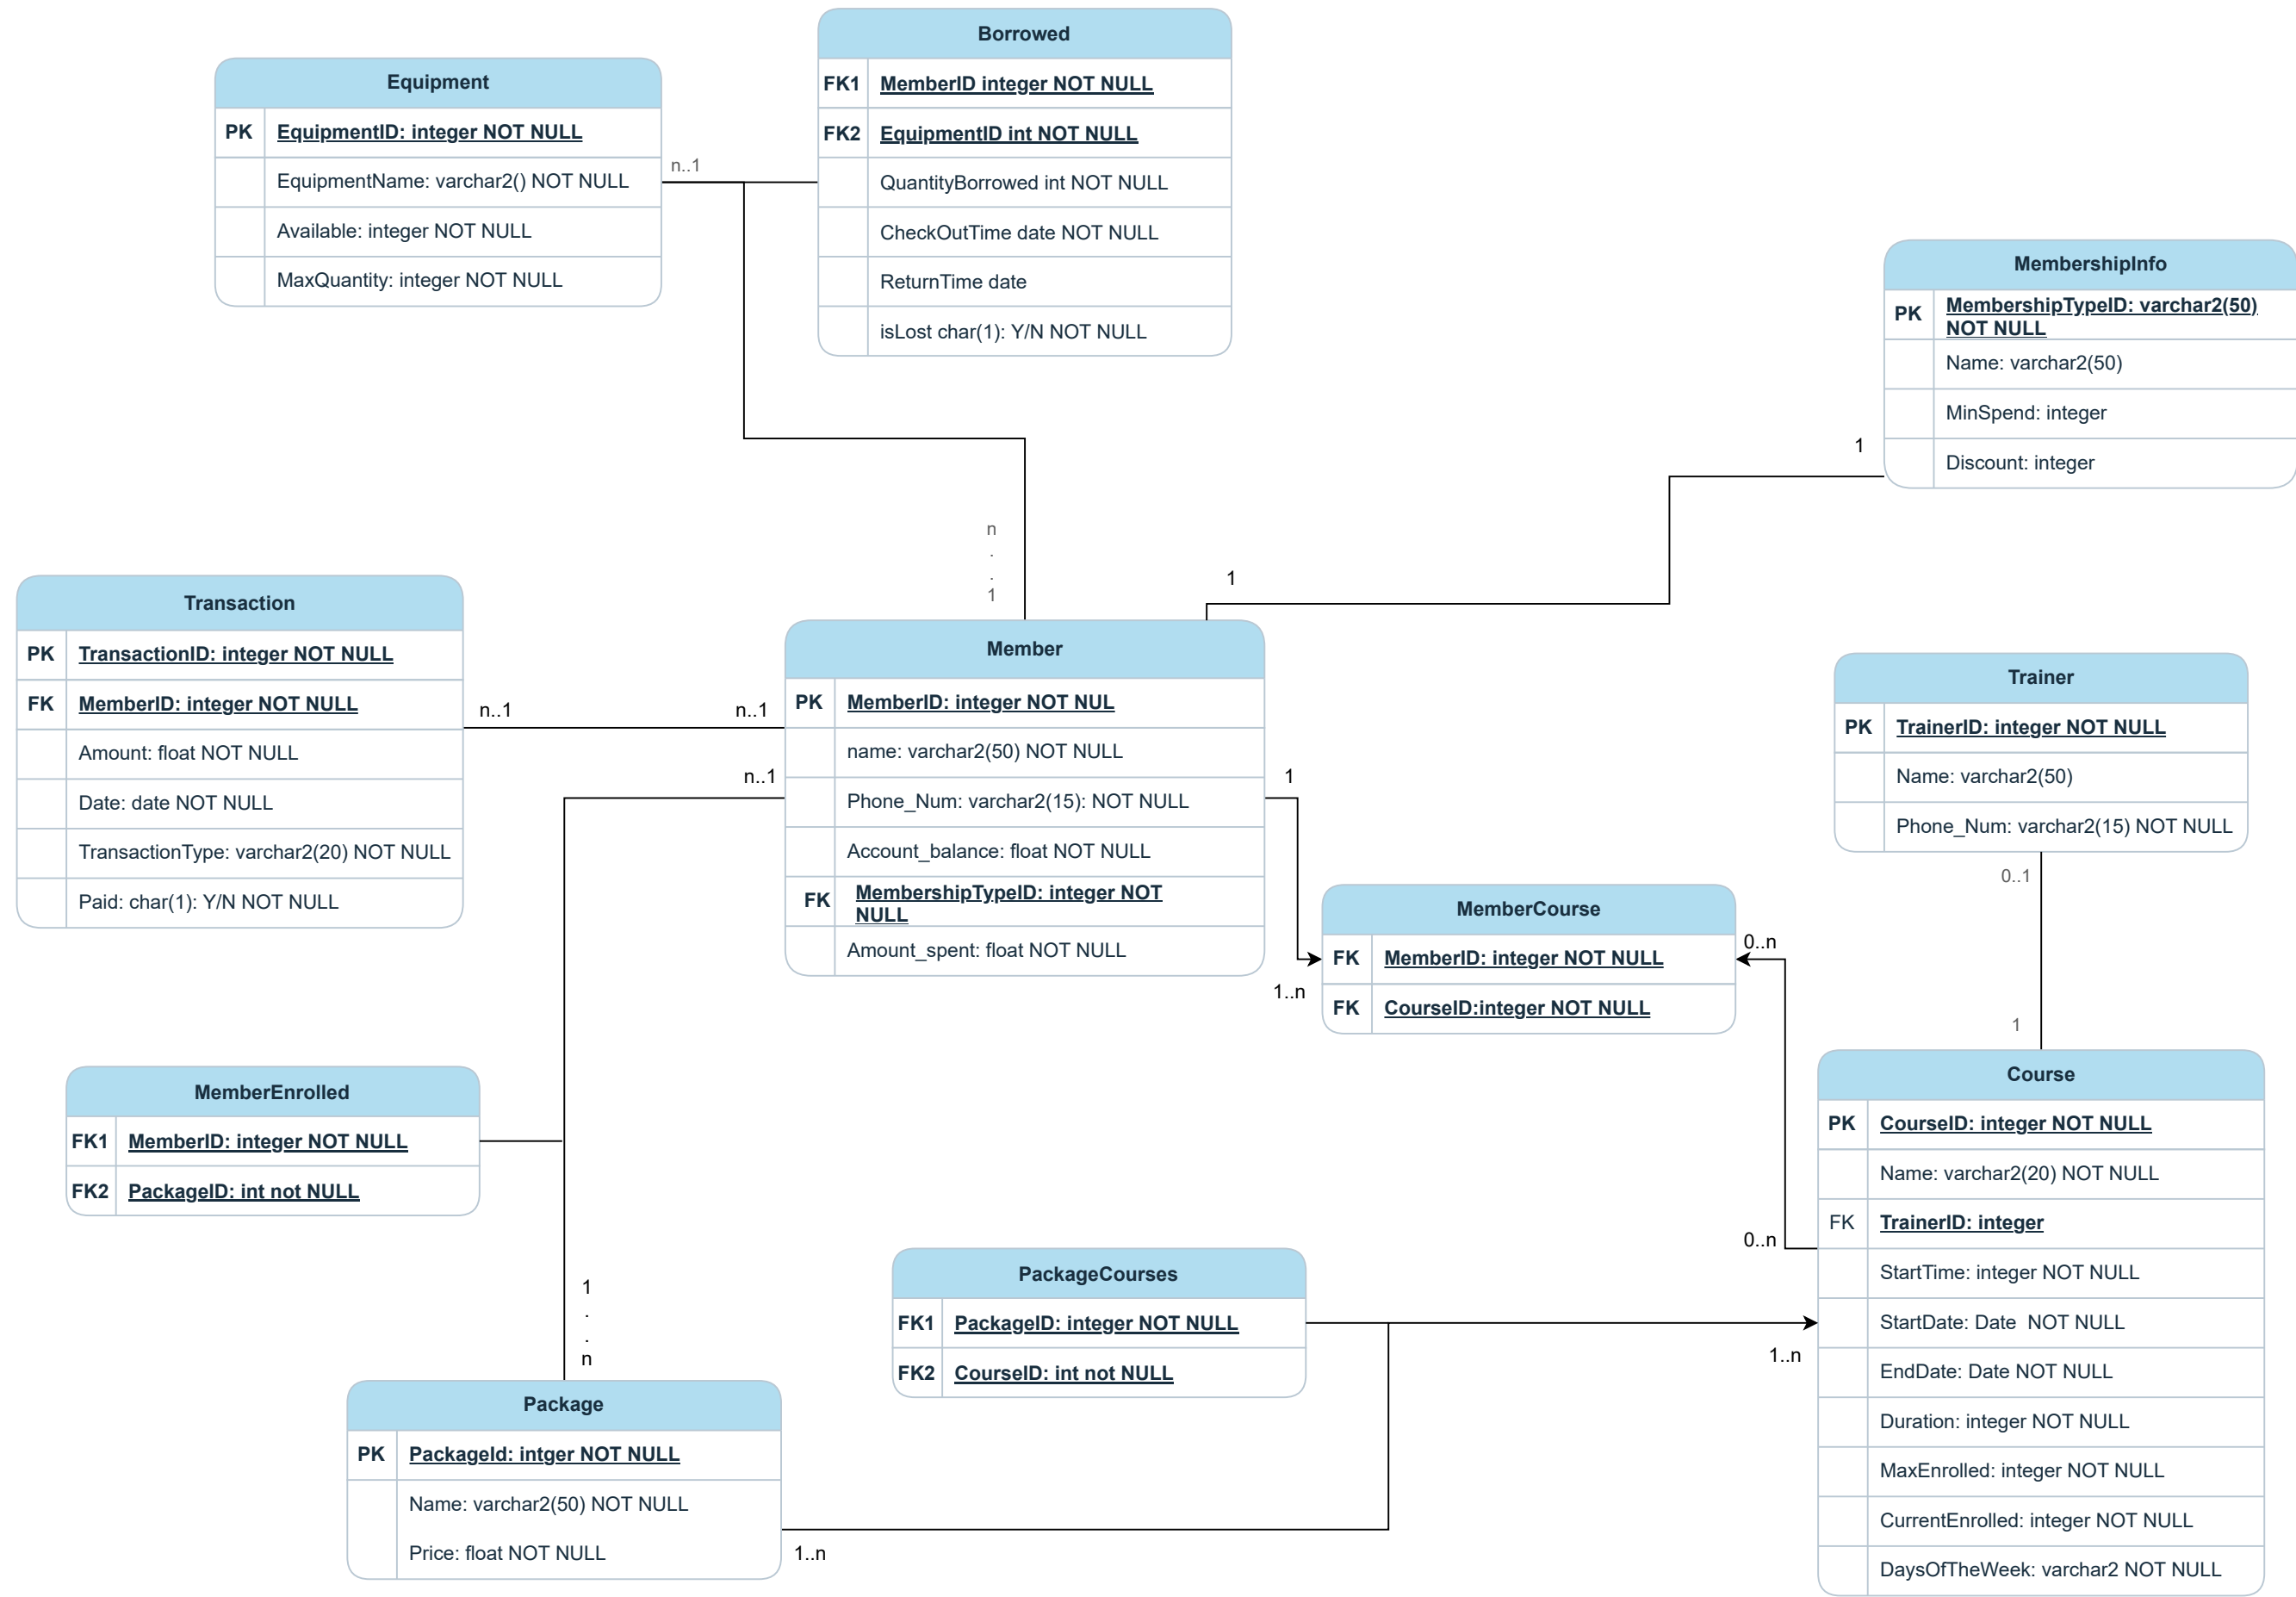 Borrowed
FK1 MemberID integer NOT NULL
FK2 EquipmentID int NOT NULL
QuantityBorrowed int NOT NULL
CheckOutTime date NOT NULL
ReturnTime date
isLost char(1): Y/N NOT NULL
Equipment
PK EquipmentID: integer NOT NULL
EquipmentName: varchar2() NOT NULL
Available: integer NOT NULL
MaxQuantity: integer NOT NULL
n..1
MembershipInfo
PK MembershipTypeID: varchar2(50)
NOT NULL
Name: varchar2(50)
MinSpend: integer
Discount: integer
1
1
n
.
.
1
Transaction
PK TransactionID: integer NOT NULL
FK MemberID: integer NOT NULL
Amount: float NOT NULL
Date: date NOT NULL
TransactionType: varchar2(20) NOT NULL
Paid: char(1): Y/N NOT NULL
n..1
n..1
n..1
Member
PK MemberID: integer NOT NUL
name: varchar2(50) NOT NULL
Phone_Num: varchar2(15): NOT NULL
Account_balance: float NOT NULL
FK MembershipTypeID: integer NOT
NULL
Amount_spent: float NOT NULL
1
1..n
Trainer
PK TrainerID: integer NOT NULL
Name: varchar2(50)
Phone_Num: varchar2(15) NOT NULL
0..1
1
MemberCourse
FK MemberID: integer NOT NULL
FK CourseID:integer NOT NULL
0..n
0..n
MemberEnrolled
FK1 MemberID: integer NOT NULL
FK2 PackageID: int not NULL
1
.
.
n
Course
PK CourseID: integer NOT NULL
Name: varchar2(20) NOT NULL
FK TrainerID: integer
StartTime: integer NOT NULL
StartDate: Date  NOT NULL
EndDate: Date NOT NULL
Duration: integer NOT NULL
MaxEnrolled: integer NOT NULL
CurrentEnrolled: integer NOT NULL
DaysOfTheWeek: varchar2 NOT NULL
PackageCourses
FK1 PackageID: integer NOT NULL
FK2 CourseID: int not NULL
1..n
Package
PK PackageId: intger NOT NULL
Name: varchar2(50) NOT NULL
Price: float NOT NULL
1..n